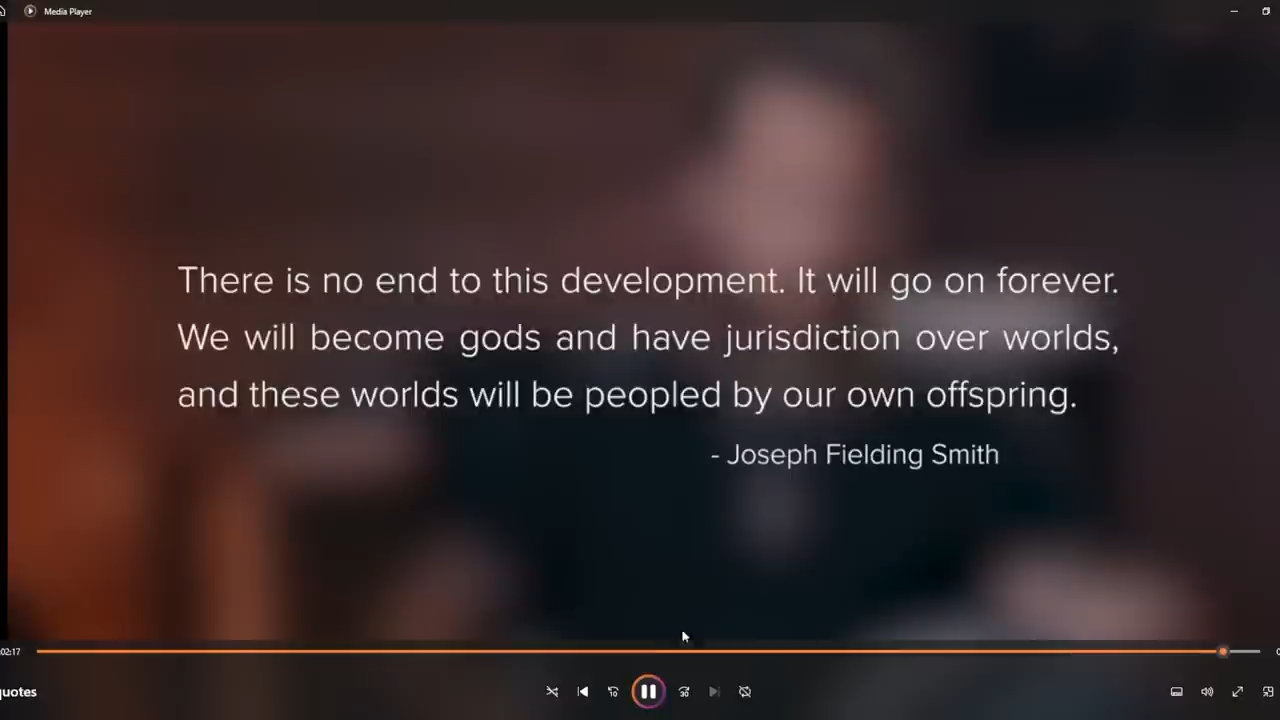 Media Player
There is no end to this development. It will go on forever.
We will become gods and have jurisdiction over worlds,
and these worlds will be peopled by our own offspring.
- Joseph Fielding Smith
02:17
quotes
10
30